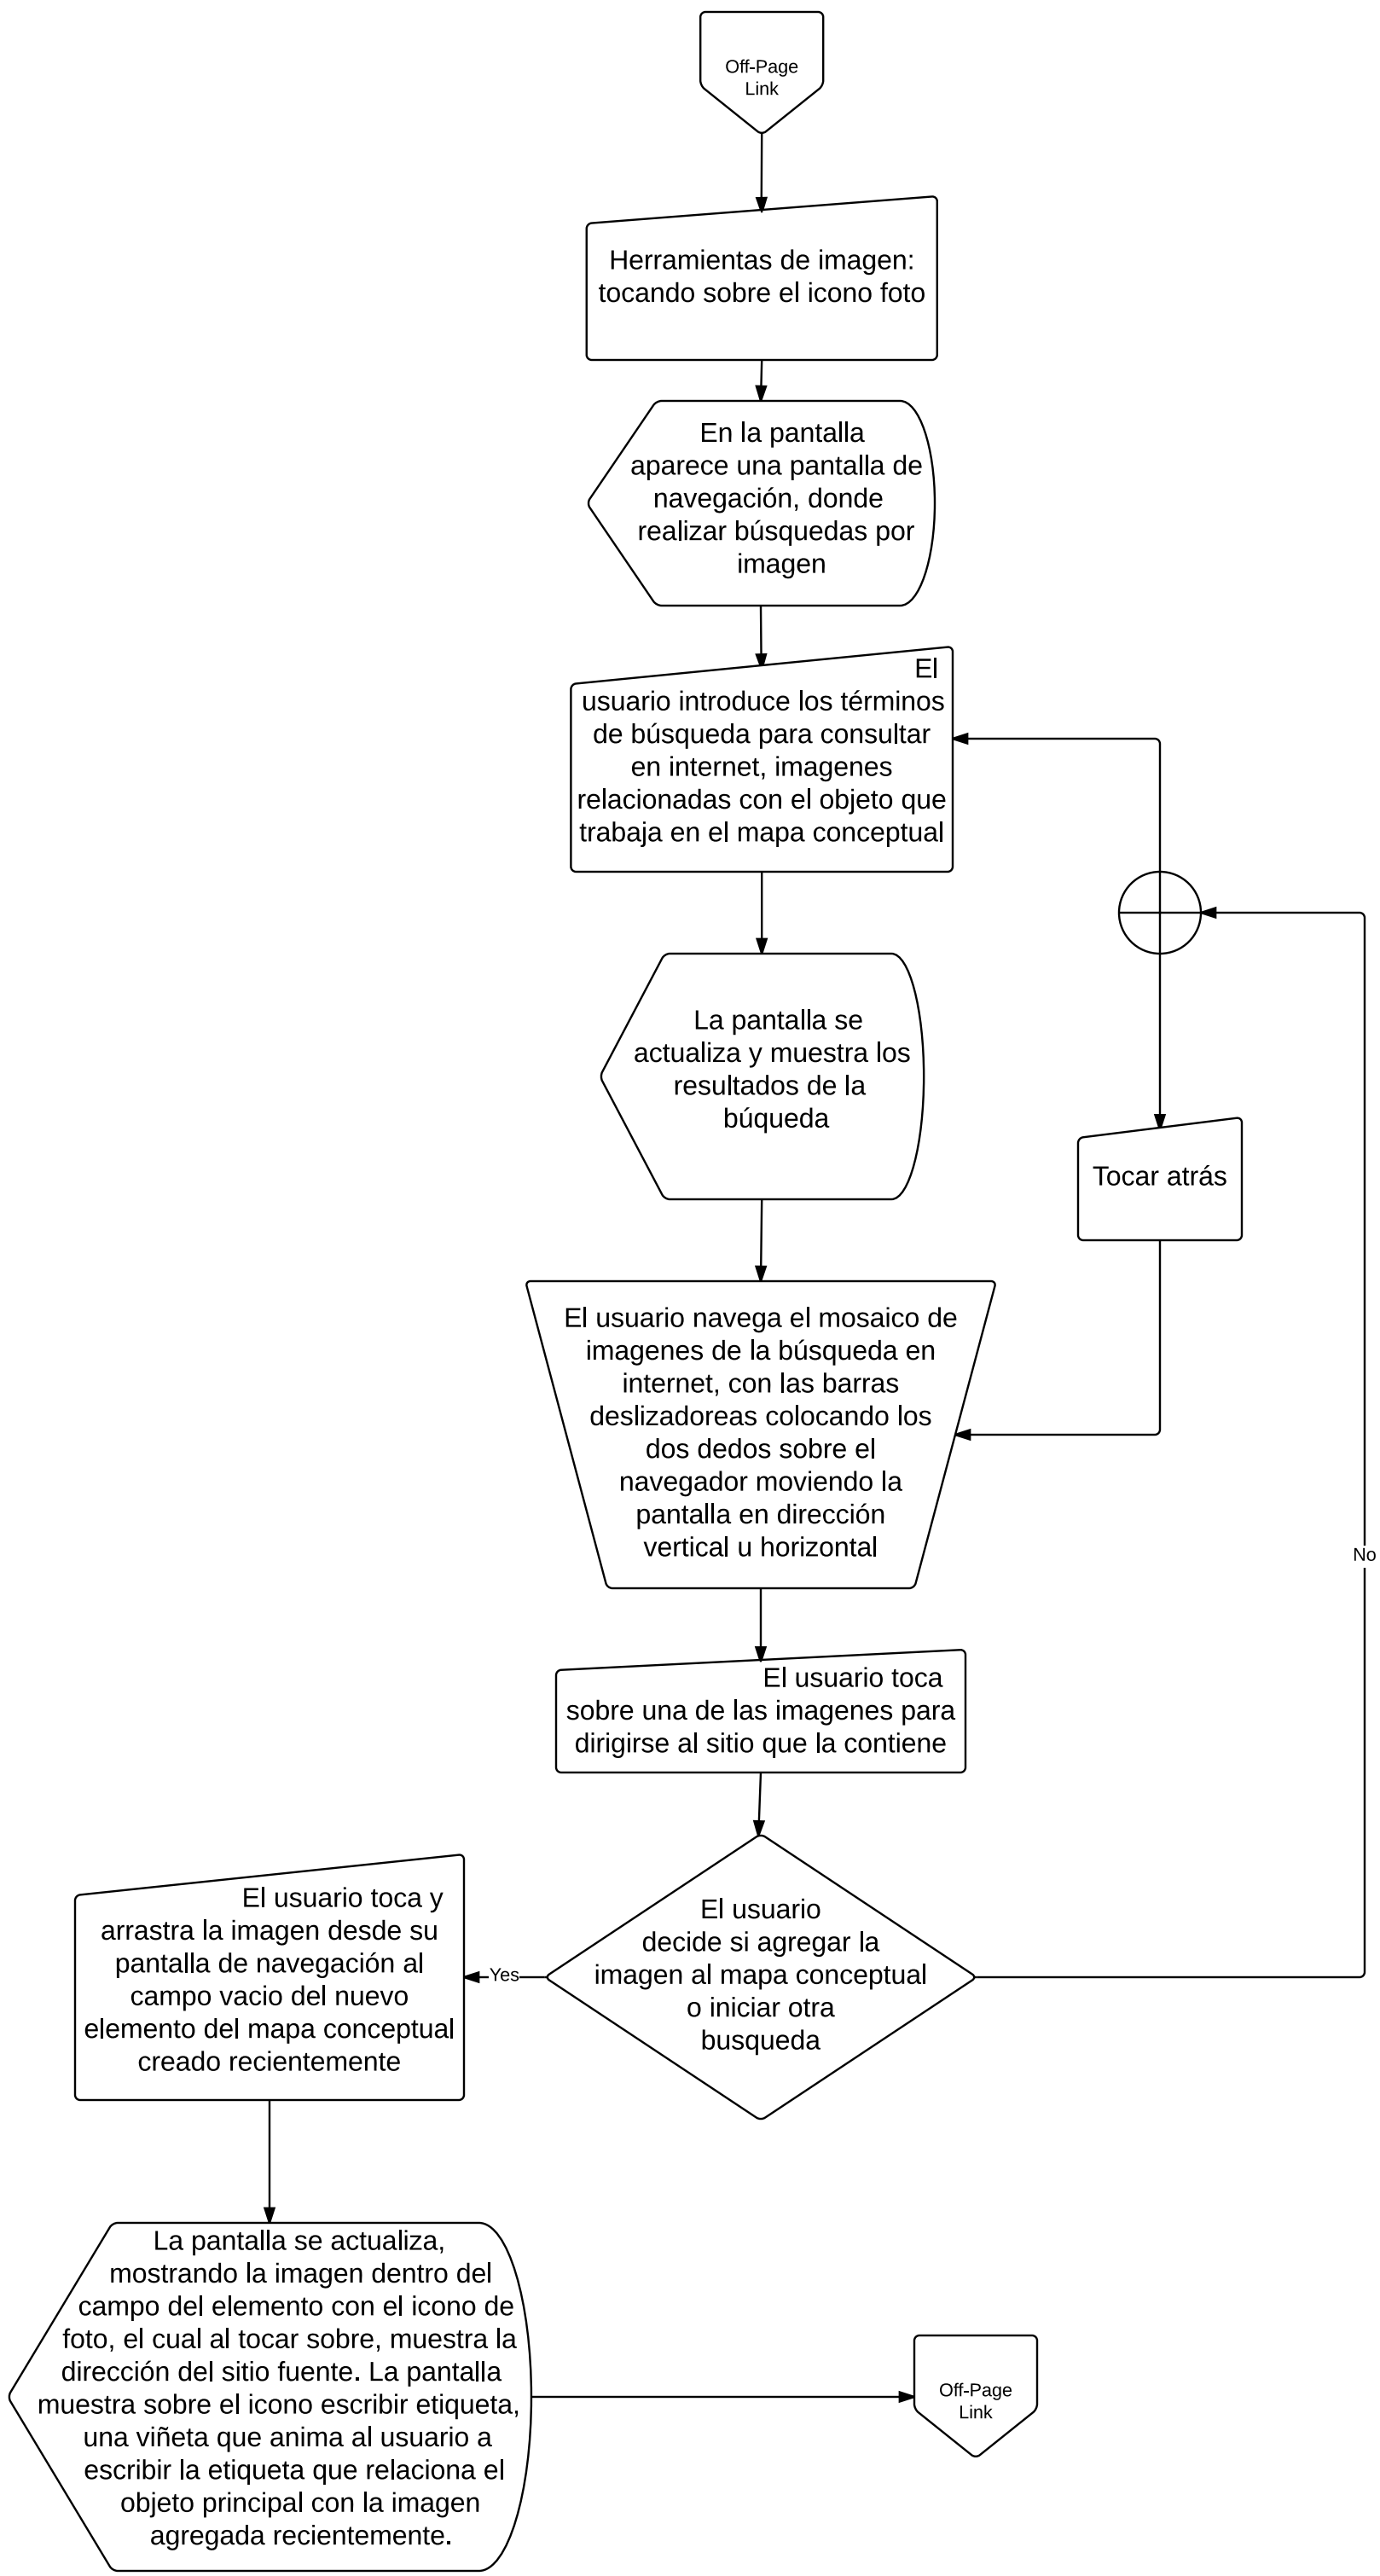 Off-Page
Link
Herramientas de imagen:
tocando sobre el icono foto
En la pantalla
aparece una pantalla de
navegación, donde
realizar búsquedas por
imagen
El
usuario introduce los términos
de búsqueda para consultar
en internet, imagenes
relacionadas con el objeto que
trabaja en el mapa conceptual
La pantalla se
actualiza y muestra los
resultados de la
búqueda
Tocar atrás
El usuario navega el mosaico de
imagenes de la búsqueda en
internet, con las barras
deslizadoreas colocando los
dos dedos sobre el
navegador moviendo la
pantalla en dirección
vertical u horizontal
No
El usuario toca
sobre una de las imagenes para
dirigirse al sitio que la contiene
El usuario
decide si agregar la
imagen al mapa conceptual
o iniciar otra
busqueda
Yes
El usuario toca y
arrastra la imagen desde su
pantalla de navegación al
campo vacio del nuevo
elemento del mapa conceptual
creado recientemente
La pantalla se actualiza,
mostrando la imagen dentro del
campo del elemento con el icono de
foto, el cual al tocar sobre, muestra la
dirección del sitio fuente. La pantalla
muestra sobre el icono escribir etiqueta,
una viñeta que anima al usuario a
escribir la etiqueta que relaciona el
objeto principal con la imagen
agregada recientemente.
Off-Page
Link